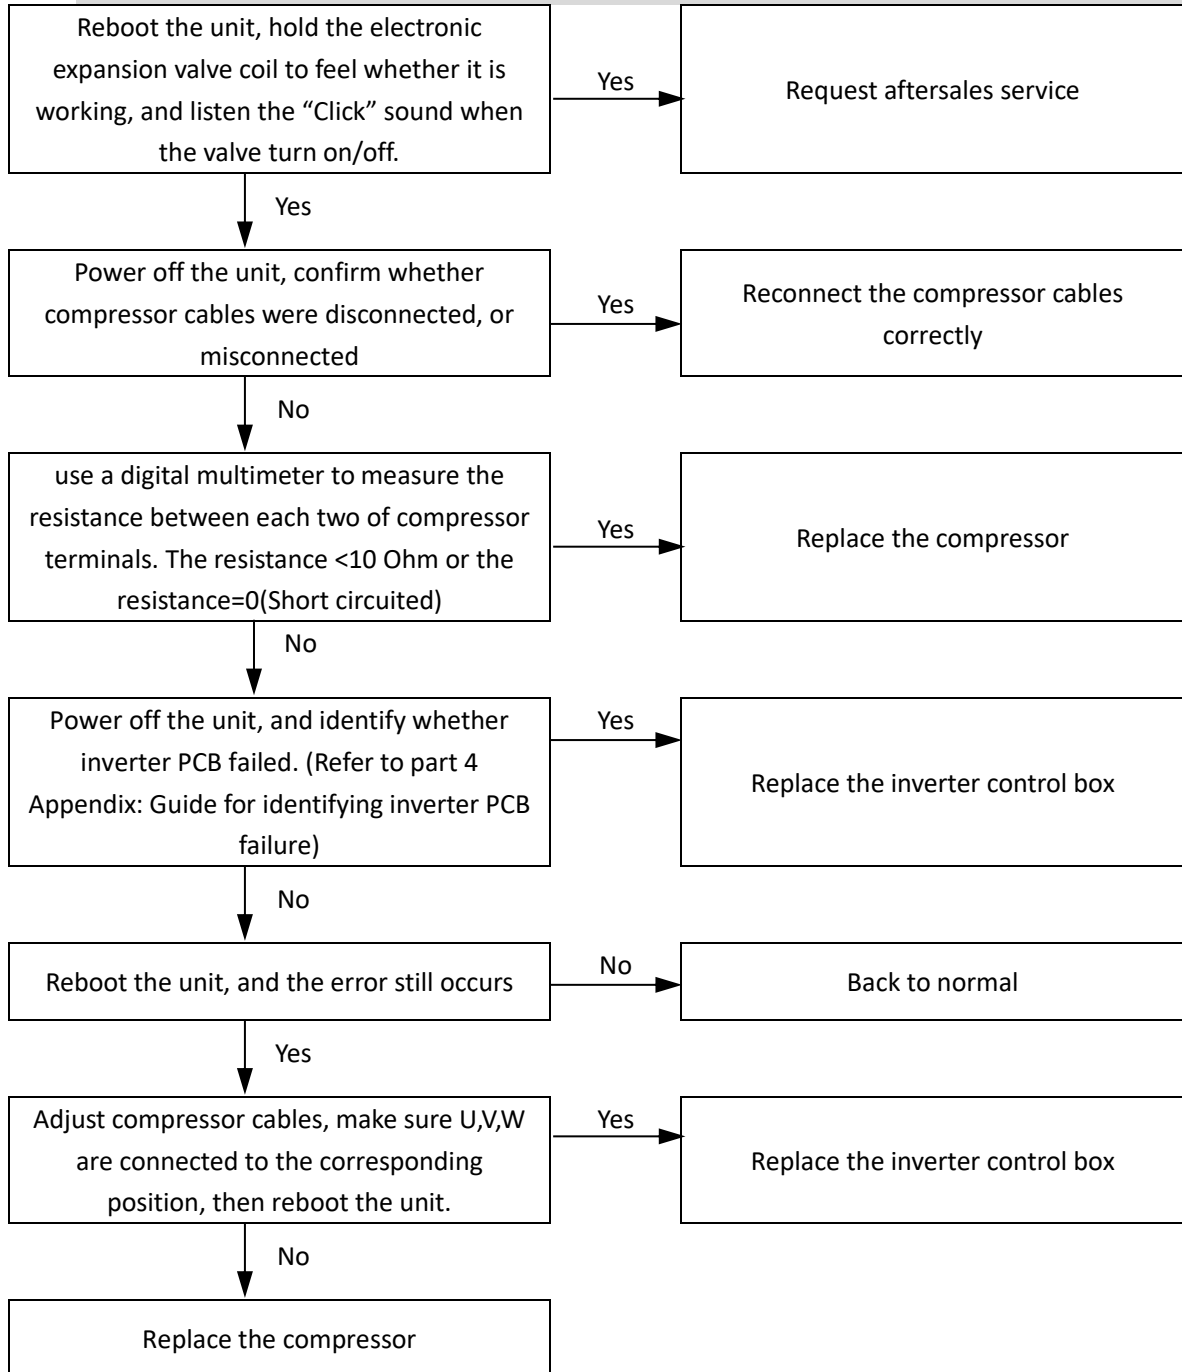 Reboot the unit, hold the electronic
expansion valve coil to feel whether it is
working, and listen the “Click” sound when
the valve turn on/off.
Yes
Request aftersales service
Yes
Power off the unit, confirm whether
compressor cables were disconnected, or
misconnected
Yes
Reconnect the compressor cables
correctly
No
use a digital multimeter to measure the
resistance between each two of compressor
terminals. The resistance <10 Ohm or the
resistance=0(Short circuited)
Yes
Replace the compressor
No
Power off the unit, and identify whether
inverter PCB failed. (Refer to part 4
Appendix: Guide for identifying inverter PCB
failure)
Yes
Replace the inverter control box
No
Reboot the unit, and the error still occurs
No
Back to normal
Yes
Adjust compressor cables, make sure U,V,W
are connected to the corresponding
position, then reboot the unit.
Yes
Replace the inverter control box
No
Replace the compressor